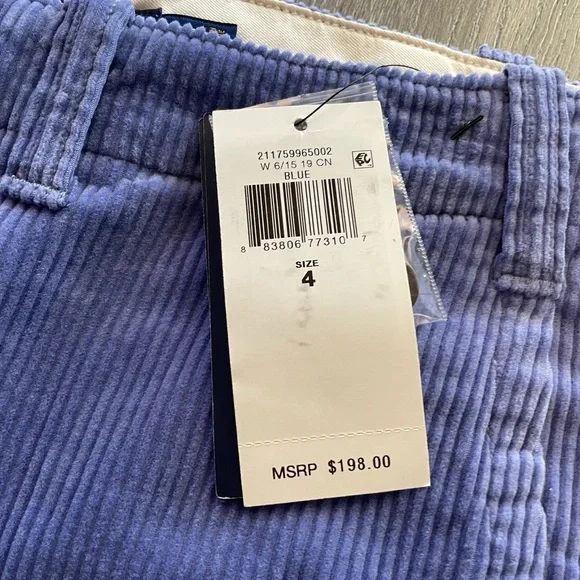 211759965002
W 6/15 19 CN
BLUE
8 83806 77310 7
SIZE
4
MSRP $198.00